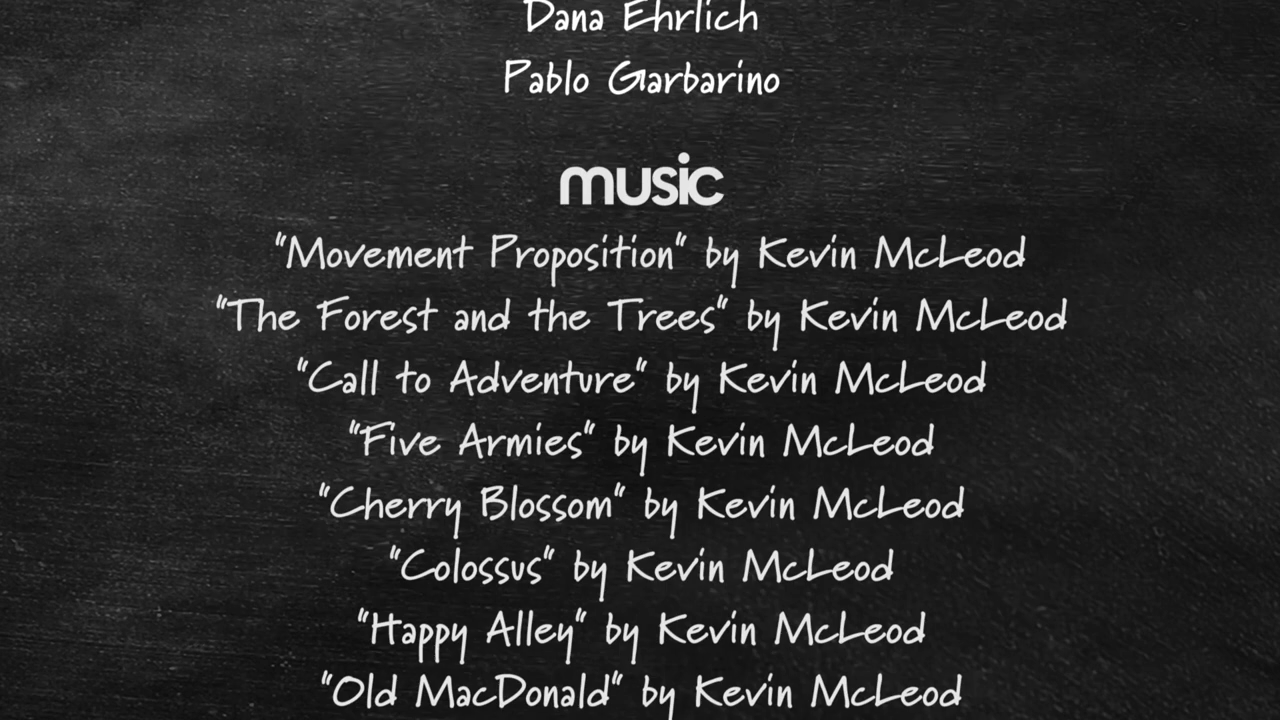 Dana Ehrlich
Pablo Garbarino
music
"Movement Proposition" by Kevin McLeod
"The Forest and the Trees" by Kevin McLeod
"Call to Adventure" by Kevin McLeod
"Five Armies" by Kevin McLeod
"Cherry Blossom" by Kevin McLeod
"Colossus" by Kevin McLeod
"Happy Alley" by Kevin McLeod
"Old MacDonald" by Kevin McLeod